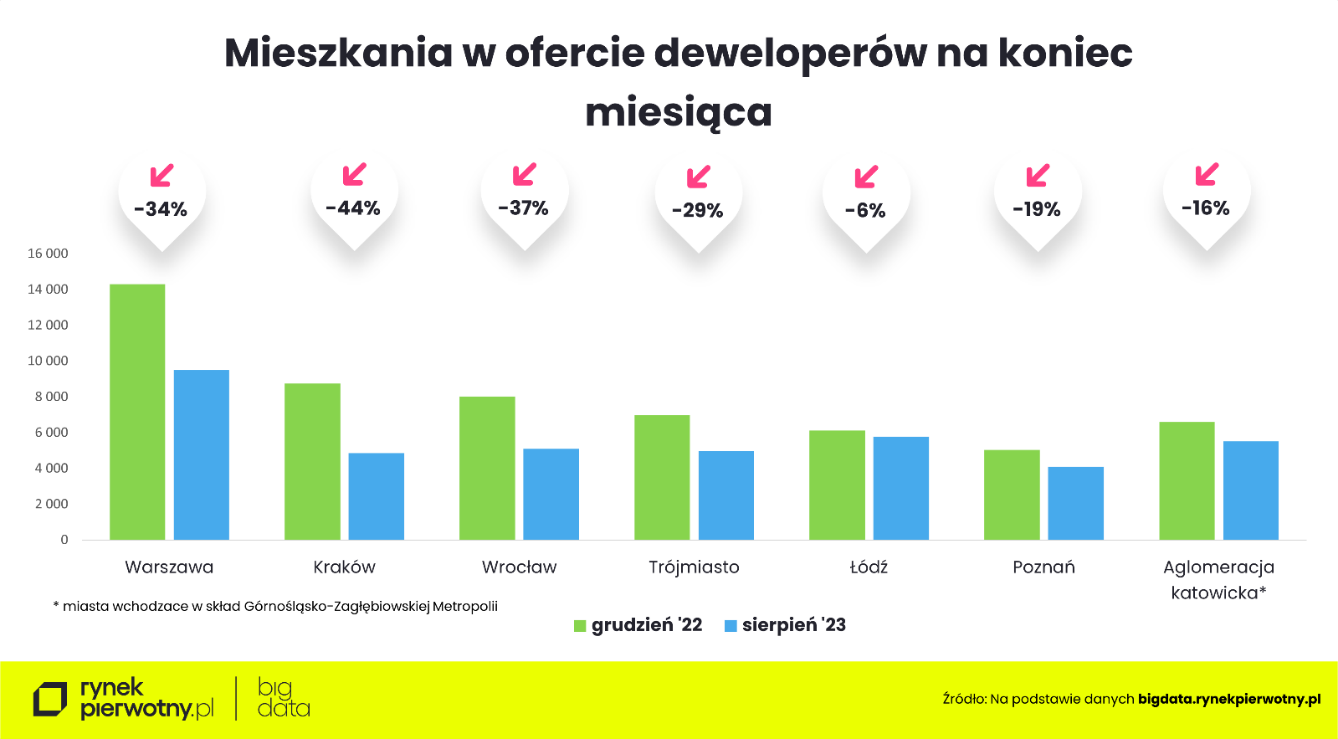 Mieszkania w ofercie deweloperów na koniec
miesiąca
-34%
-44%
-37%
-29%
-6%
-19%
-16%
16 000
14 000
12 000
10 000
8 000
6 000
4 000
2 000
0
Warszawa
Kraków
Wrocław
Trójmiasto
Łódź
Poznań
Aglomeracja
katowicka*
* miasta wchodzace w skład Górnośląsko-Zagłębiowskiej Metropolii
grudzień '22
sierpień '23
rynek
pierwotny.pl
big
data
Źródło: Na podstawie danych bigdata.rynekpierwotny.pl